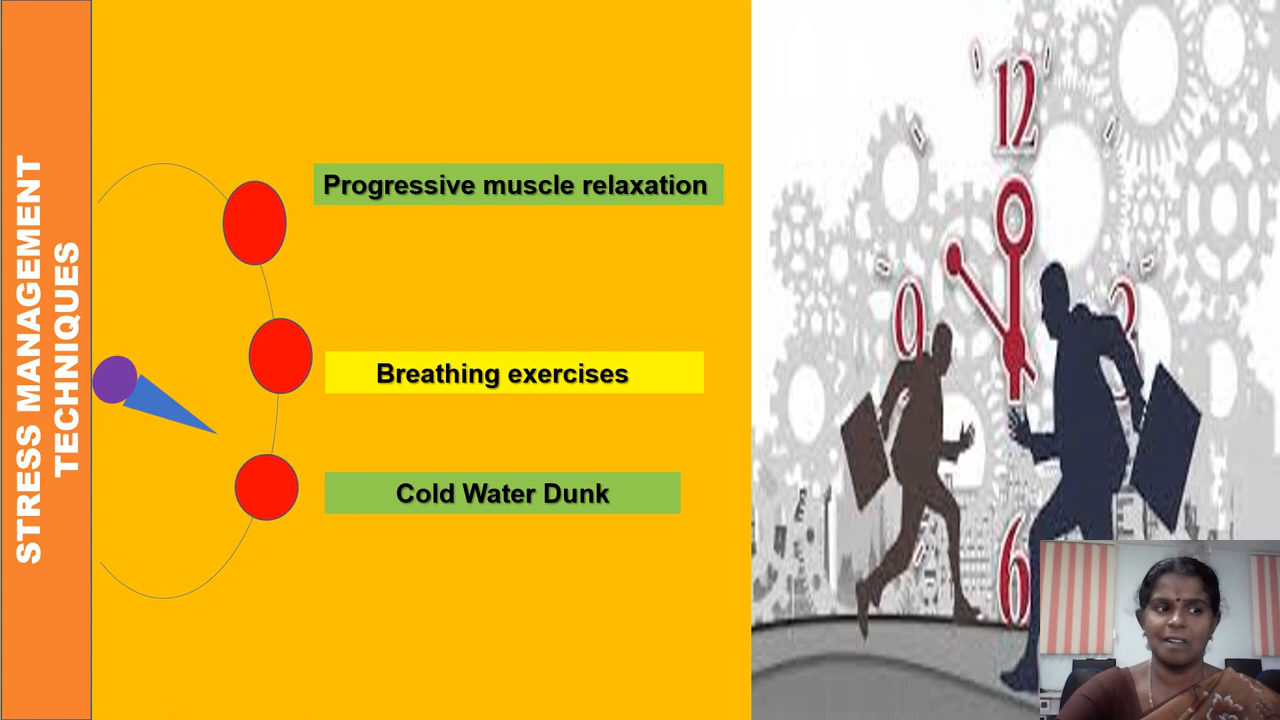 STRESS MANAGEMENT
TECHNIQUES
Progressive muscle relaxation
Breathing exercises
Cold Water Dunk
12
9
3
6